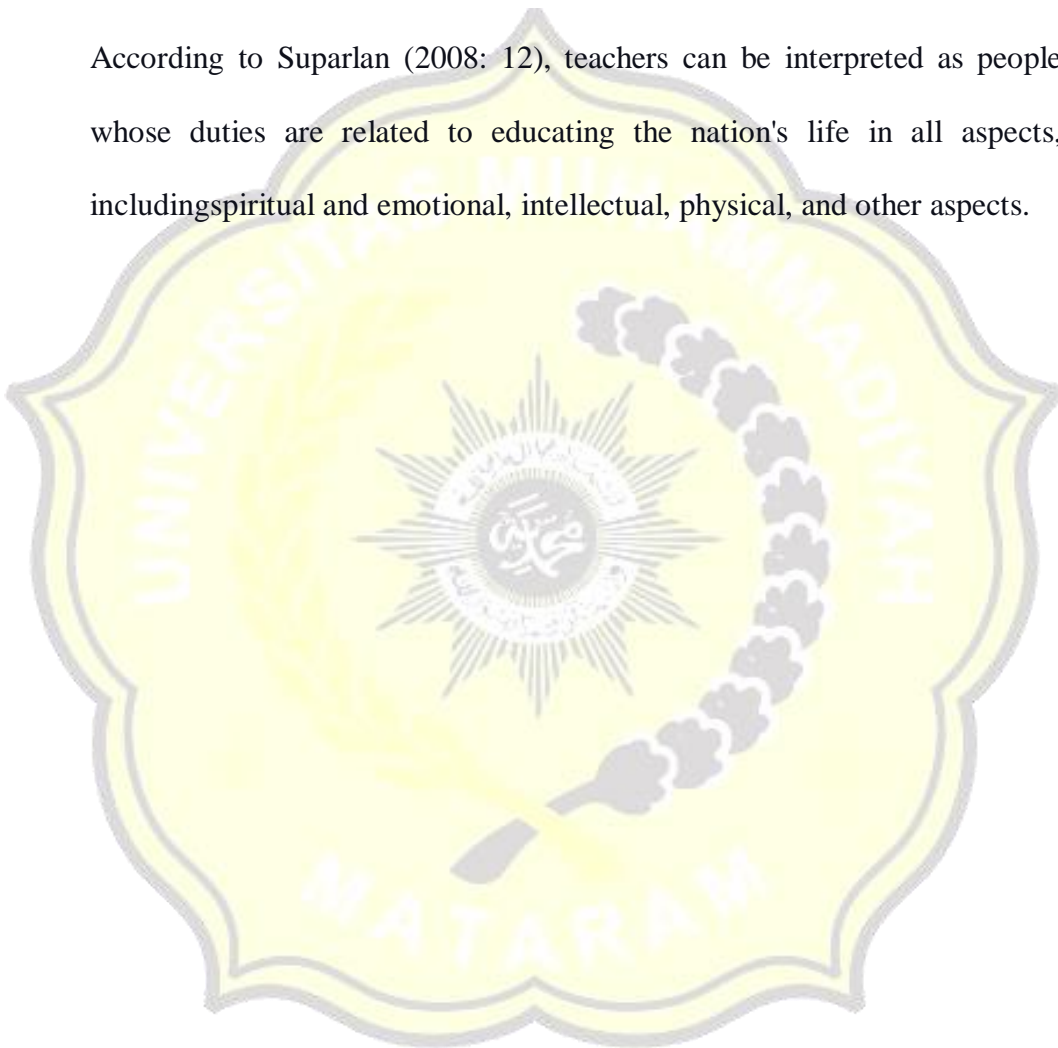 According to Suparlan (2008: 12), teachers can be interpreted as people
whose duties are related to educating the nation's life in all aspects,
includingspiritual and emotional, intellectual, physical, and other aspects.
UNIVERSITAS MUHAMMADIYAH
MATARAM